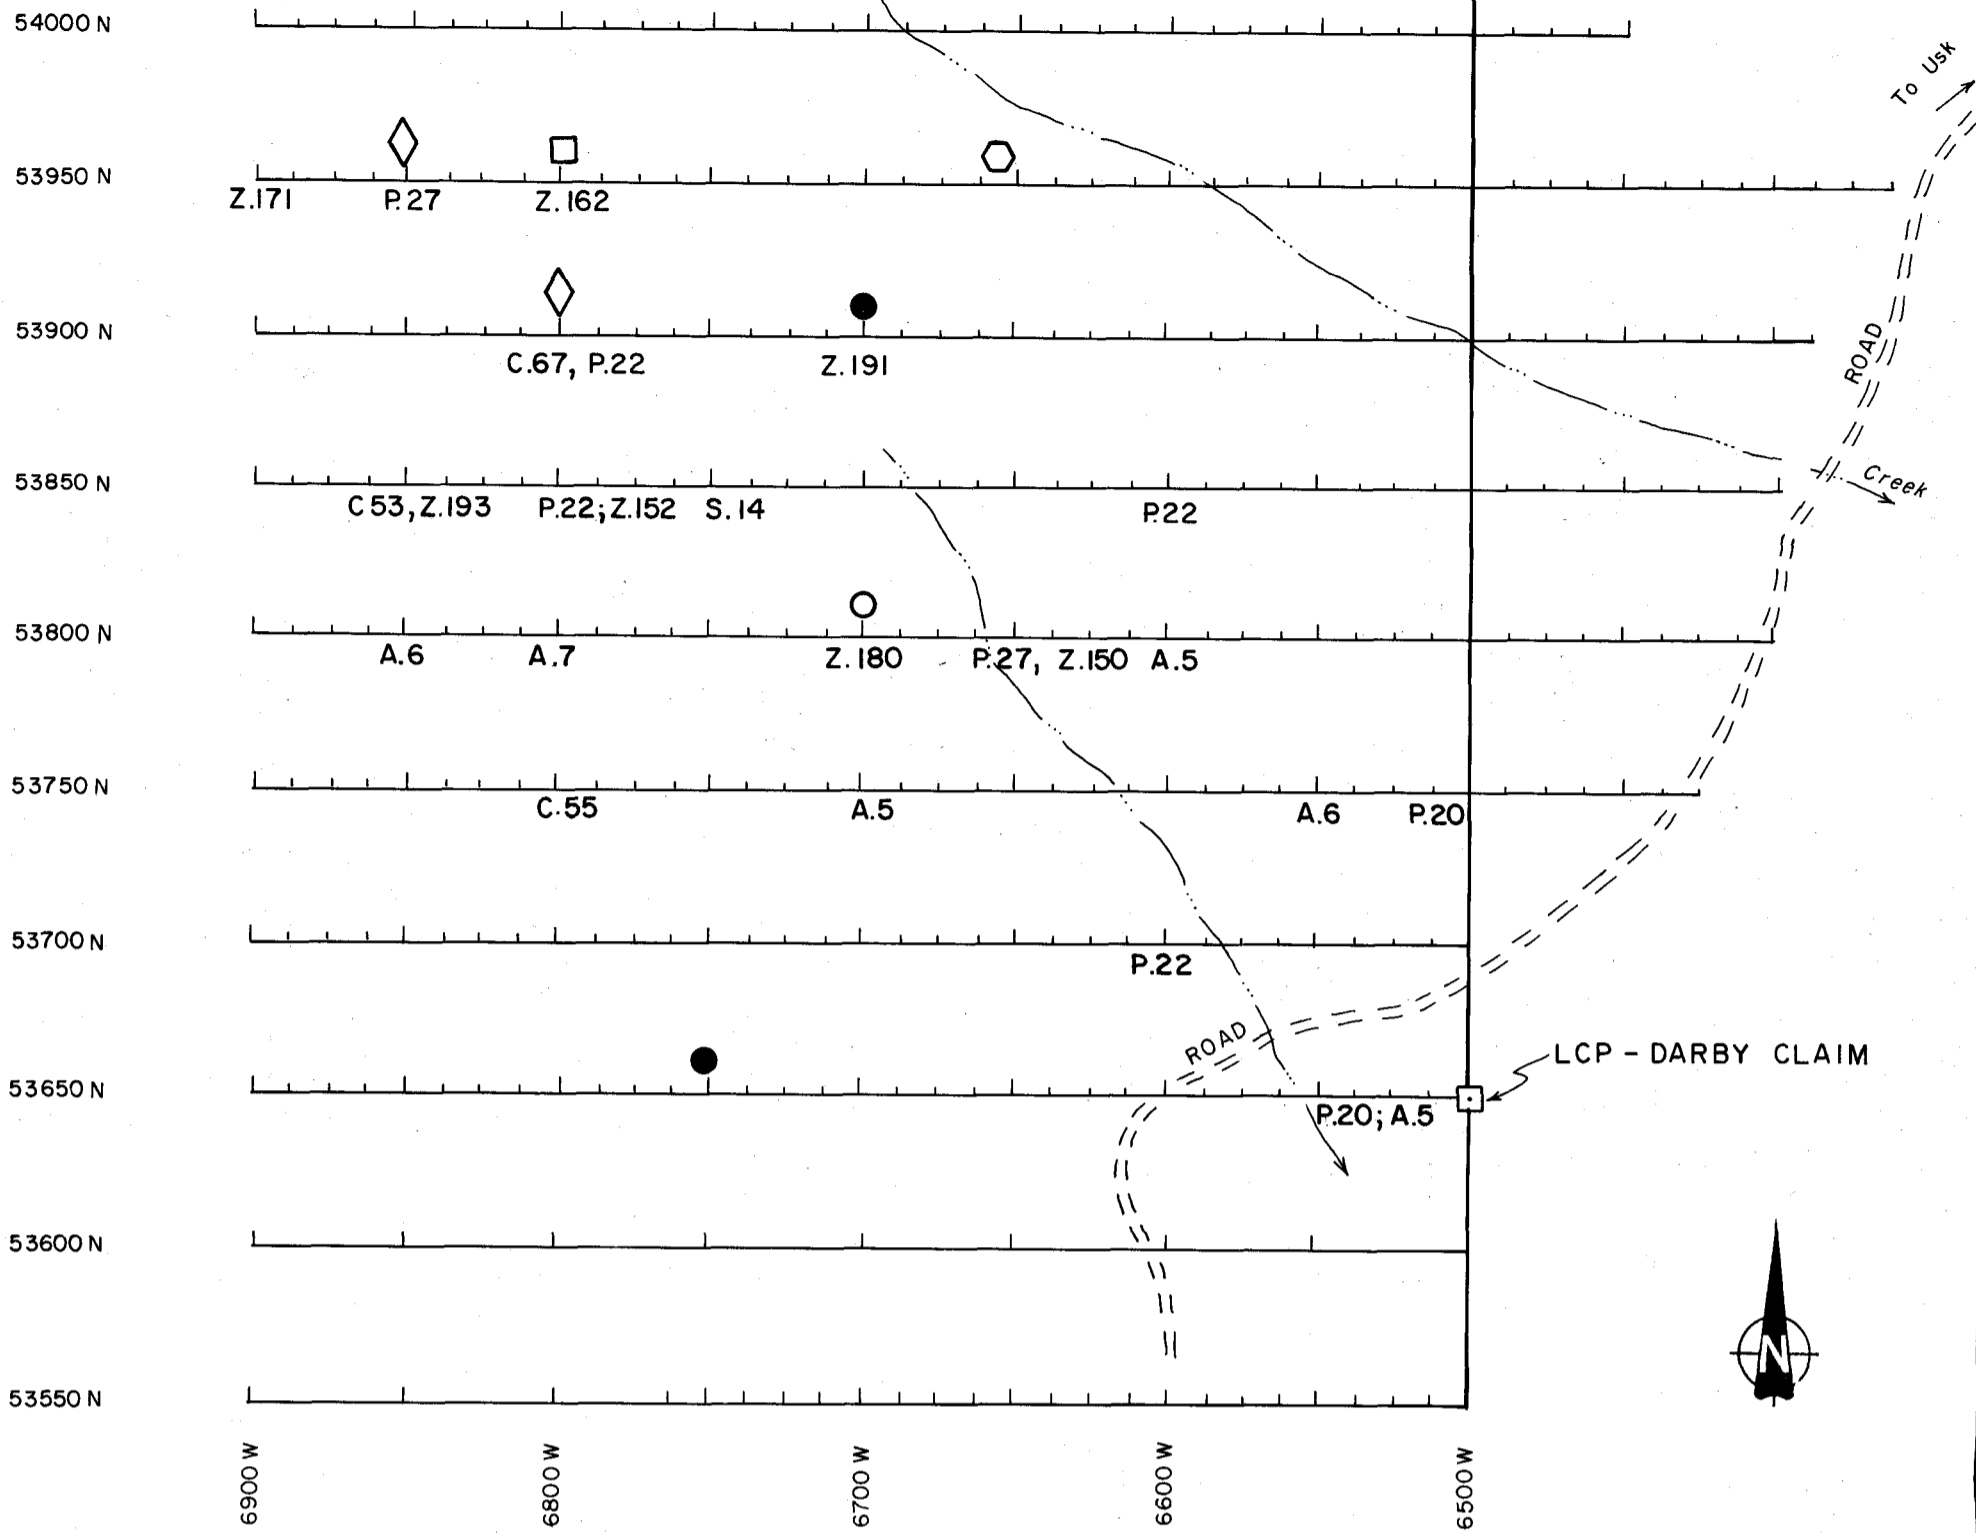 54000 N
To Usk
53950 N
Z.171 P.27 Z.162
53900 N
ROAD
C.67, P.22 Z.191
53850 N
Creek
C53, Z.193 P.22; Z.152 S.14 P.22
53800 N
A.6 A.7 Z.180 P.27, Z.150 A.5
53750 N
C.55 A.5 A.6 P.20
53700 N
P.22
ROAD
LCP - DARBY CLAIM
53650 N
P.20; A.5
53600 N
N
53550 N
6900 W 6800 W 6700 W 6600 W 6500 W